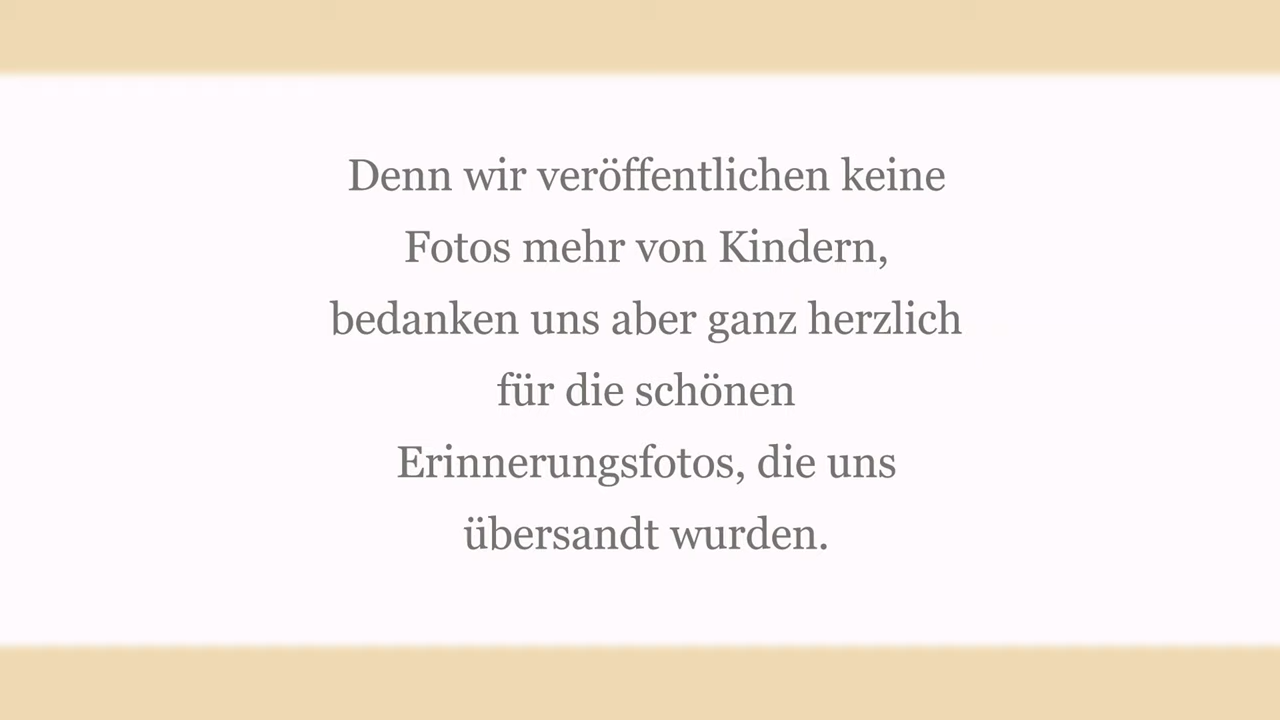 Denn wir veröffentlichen keine
Fotos mehr von Kindern,
bedanken uns aber ganz herzlich
für die schönen
Erinnerungsfotos, die uns
übersandt wurden.